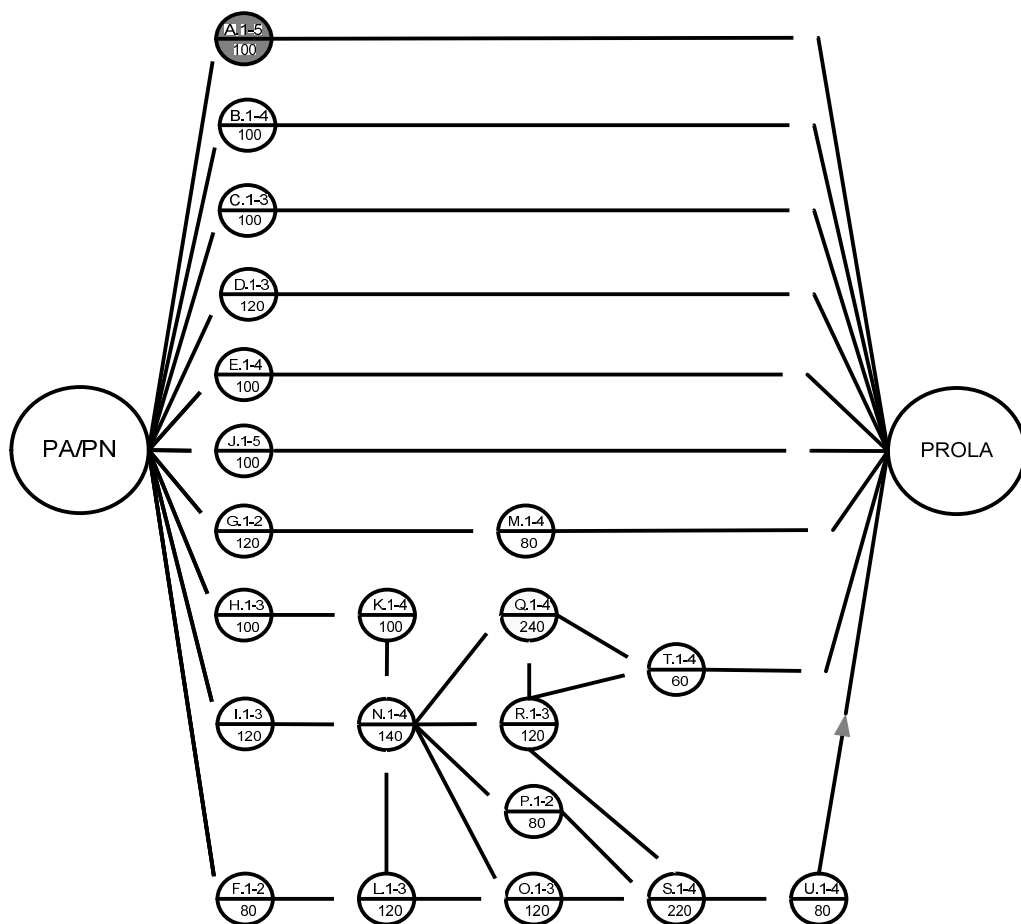 A.1-5
100
B.1-4
100
C.1-3
100
D.1-3
120
E.1-4
100
PA/PN
J.1-5
100
PROLA
G.1-2
120
M.1-4
80
H.1-3
100
K.1-4
100
Q.1-4
240
T.1-4
60
I.1-3
120
N.1-4
140
R.1-3
120
P.1-2
80
F.1-2
80
L.1-3
120
O.1-3
120
S.1-4
220
U.1-4
80